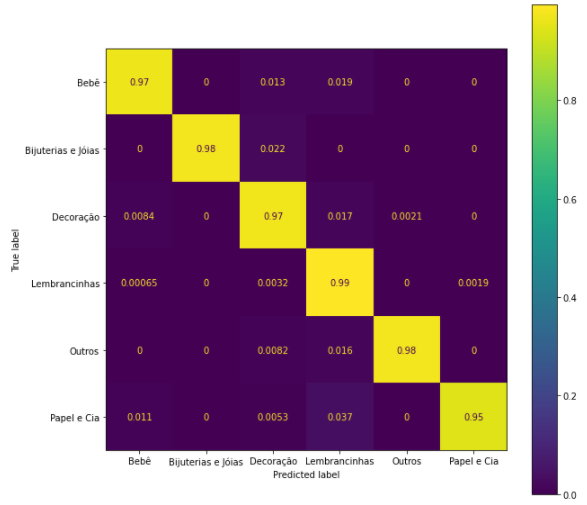 Bebê 0.97 0 0.013 0.019 0 0
Bijuterias e Jóias 0 0.98 0.022 0 0 0
Decoração 0.0084 0 0.97 0.017 0.0021 0
Lembrancinhas 0.00065 0 0.0032 0.99 0 0.0019
Outros 0 0 0.0082 0.016 0.98 0
Papel e Cia 0.011 0 0.0053 0.037 0 0.95
Bebê Bijuterias e Jóias Decoração Lembrancinhas Outros Papel e Cia
Predicted label
True label
0.8
0.6
0.4
0.2
0.0